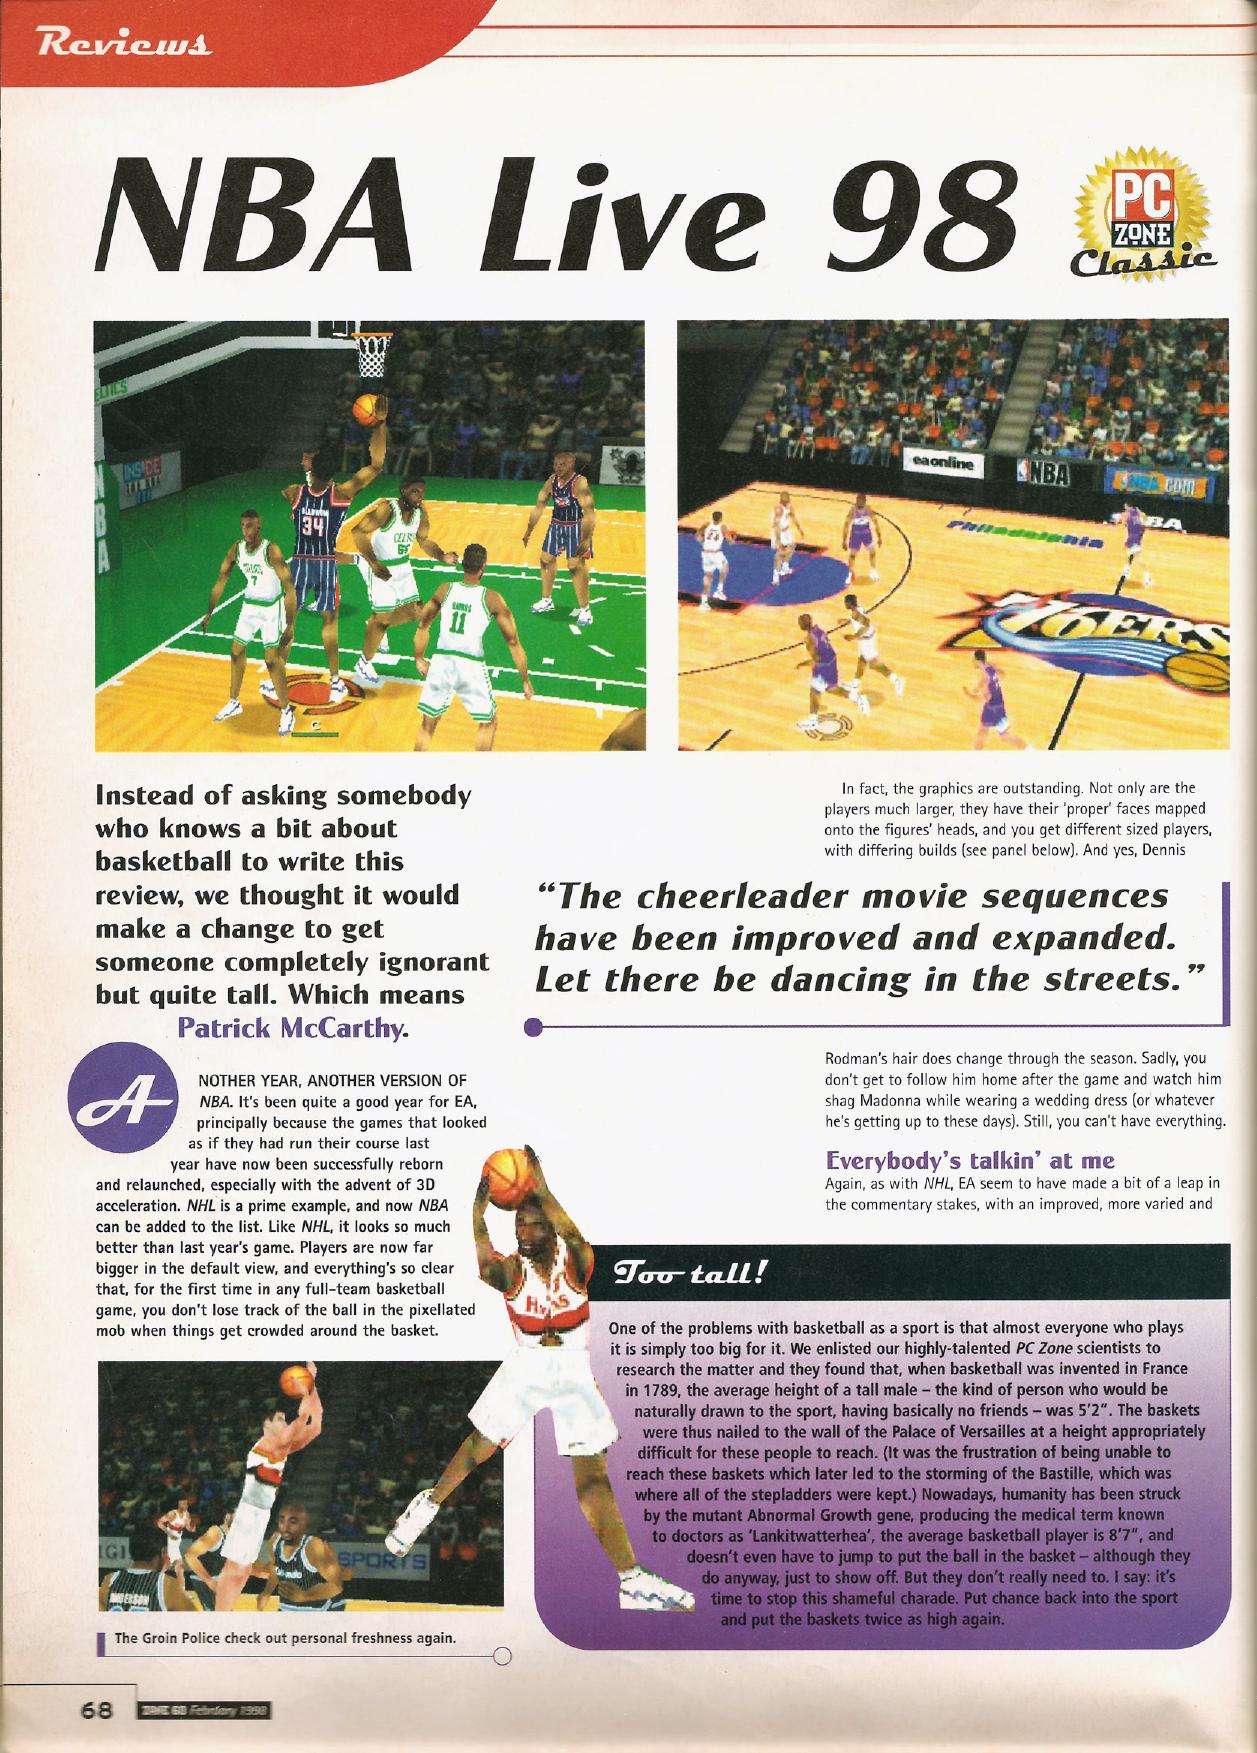 Reviews
NBA Live 98
PC
ZONE
Classic
INSIDE
34
CELTICS
7
11
eaonline
NBA
NBA.com
Philadelphia
NBA
76ERS
Instead of asking somebody
who knows a bit about
basketball to write this
review, we thought it would
make a change to get
someone completely ignorant
but quite tall. Which means
Patrick McCarthy.
A
NOTHER YEAR, ANOTHER VERSION OF
NBA. It's been quite a good year for EA,
principally because the games that looked
as if they had run their course last
year have now been successfully reborn
and relaunched, especially with the advent of 3D
acceleration. NHL is a prime example, and now NBA
can be added to the list. Like NHL, it looks so much
better than last year's game. Players are now far
bigger in the default view, and everything's so clear
that, for the first time in any full-team basketball
game, you don't lose track of the ball in the pixellated
mob when things get crowded around the basket.
SPORTS
The Groin Police check out personal freshness again.
In fact, the graphics are outstanding. Not only are the
players much larger, they have their 'proper' faces mapped
onto the figures' heads, and you get different sized players,
with differing builds (see panel below). And yes, Dennis
“The cheerleader movie sequences
have been improved and expanded.
Let there be dancing in the streets.”
Rodman's hair does change through the season. Sadly, you
don't get to follow him home after the game and watch him
shag Madonna while wearing a wedding dress (or whatever
he's getting up to these days). Still, you can't have everything.
Everybody's talkin' at me
Again, as with NHL, EA seem to have made a bit of a leap in
the commentary stakes, with an improved, more varied and
Too tall!
One of the problems with basketball as a sport is that almost everyone who plays
it is simply too big for it. We enlisted our highly-talented PC Zone scientists to
research the matter and they found that, when basketball was invented in France
in 1789, the average height of a tall male – the kind of person who would be
naturally drawn to the sport, having basically no friends – was 5'2". The baskets
were thus nailed to the wall of the Palace of Versailles at a height appropriately
difficult for these people to reach. (It was the frustration of being unable to
reach these baskets which later led to the storming of the Bastille, which was
where all of the stepladders were kept.) Nowadays, humanity has been struck
by the mutant Abnormal Growth gene, producing the medical term known
to doctors as 'Lankitwatterhea', the average basketball player is 8'7", and
doesn't even have to jump to put the ball in the basket – although they
do anyway, just to show off. But they don't really need to. I say: it's
time to stop this shameful charade. Put chance back into the sport
and put the baskets twice as high again.
68
ZONE 60 February 1998